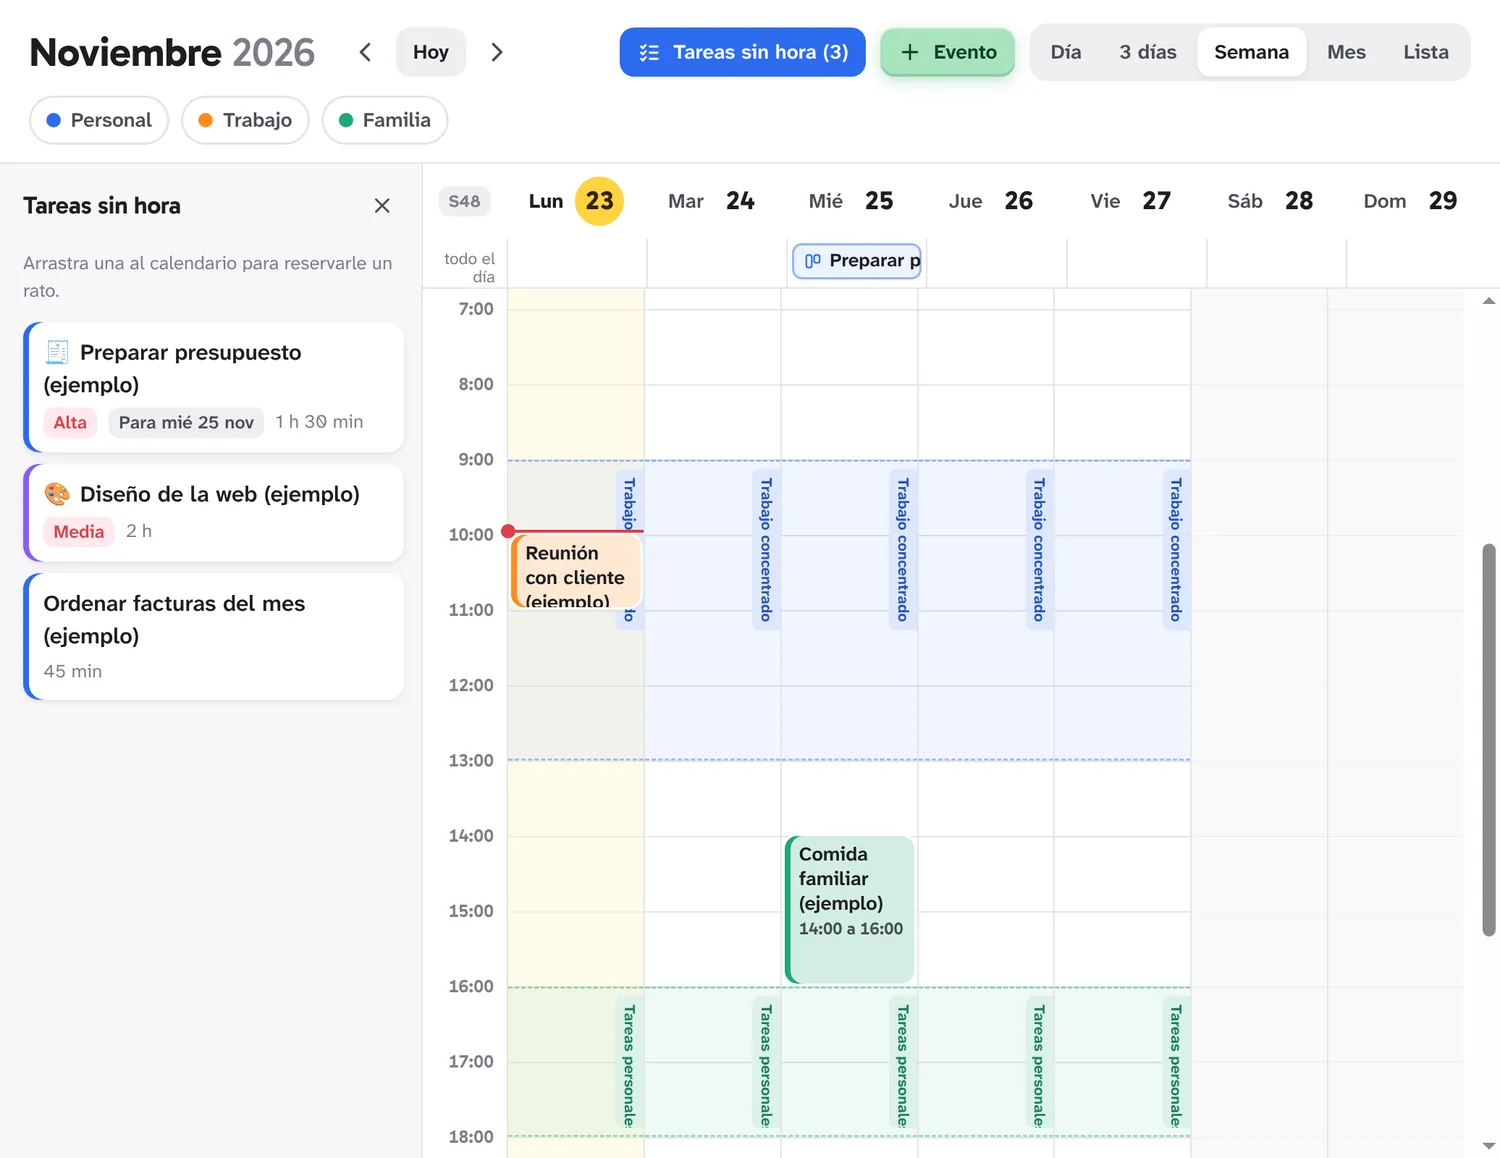 Noviembre 2026
Hoy
Tareas sin hora (3)
+ Evento
Día
3 días
Semana
Mes
Lista
Personal
Trabajo
Familia
Tareas sin hora
Arrastra una al calendario para reservarle un
rato.
Preparar presupuesto
(ejemplo)
Alta
Para mié 25 nov
1 h 30 min
Diseño de la web (ejemplo)
Media
2 h
Ordenar facturas del mes
(ejemplo)
45 min
S48
Lun 23
Mar 24
Mié 25
Jue 26
Vie 27
Sáb 28
Dom 29
todo el
día
Preparar p
7:00
8:00
9:00
10:00
11:00
12:00
13:00
14:00
15:00
16:00
17:00
18:00
Trabajo
do
Reunión
con cliente
(ejemplo)
Trabajo concentrado
Trabajo concentrado
Trabajo concentrado
Trabajo concentrado
Comida
familiar
(ejemplo)
14:00 a 16:00
Tareas personale
Tareas personale
Tareas personale
Tareas personale
Tareas personale